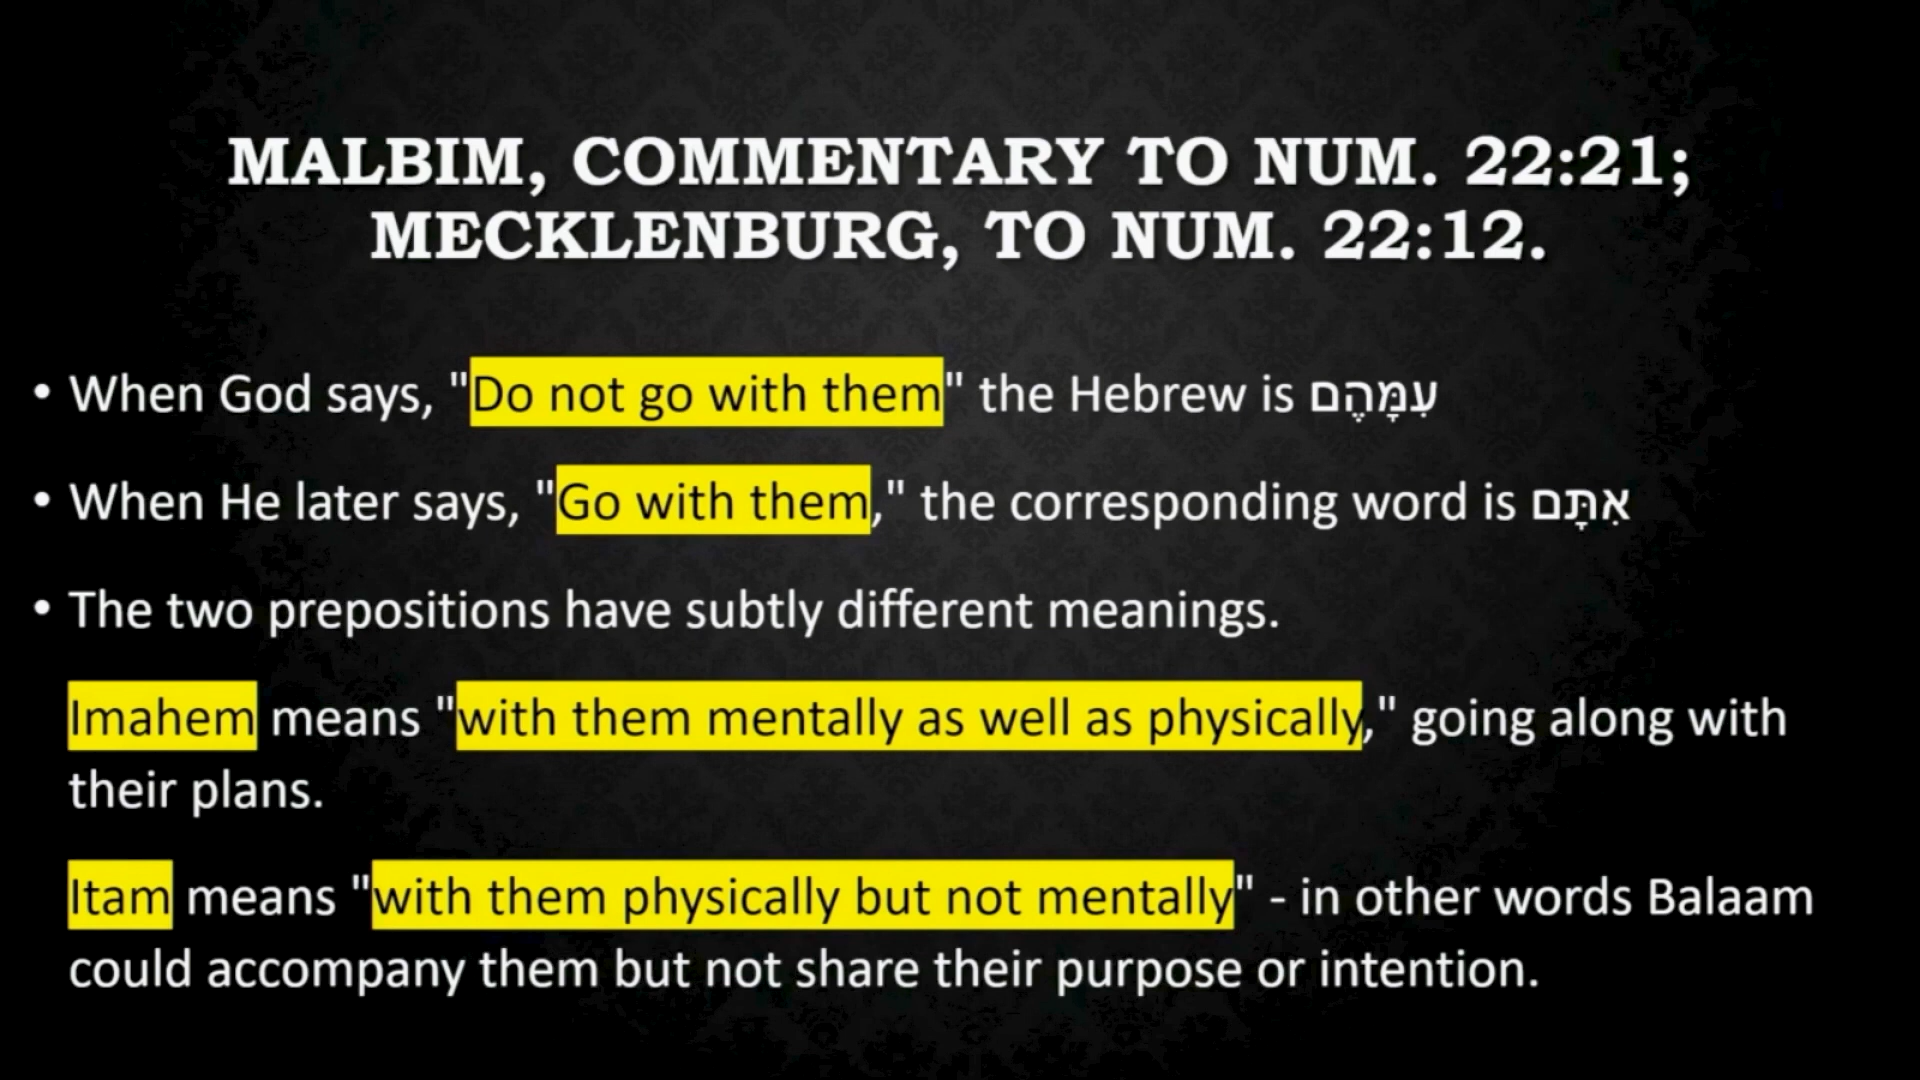 MALBIM, COMMENTARY TO NUM. 22:21;
MECKLENBURG, TO NUM. 22:12.
• When God says, "Do not go with them" the Hebrew is עִמָּהֶם
• When He later says, "Go with them," the corresponding word is אִתָּם
• The two prepositions have subtly different meanings.
Imahem means "with them mentally as well as physically," going along with
their plans.
Itam means "with them physically but not mentally" - in other words Balaam
could accompany them but not share their purpose or intention.